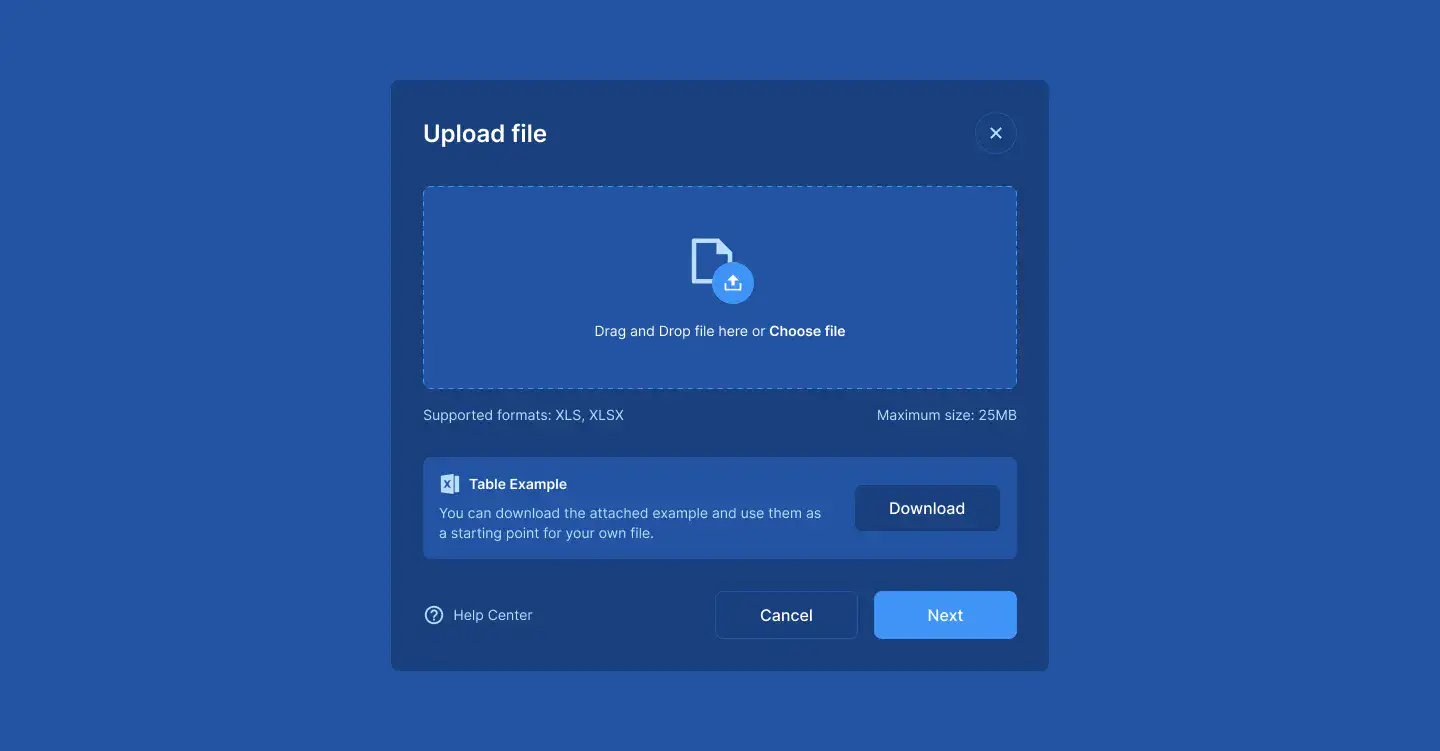 Upload file
Drag and Drop file here or Choose file
Supported formats: XLS, XLSX
Maximum size: 25MB
Table Example
You can download the attached example and use them as
a starting point for your own file.
Download
Help Center
Cancel
Next